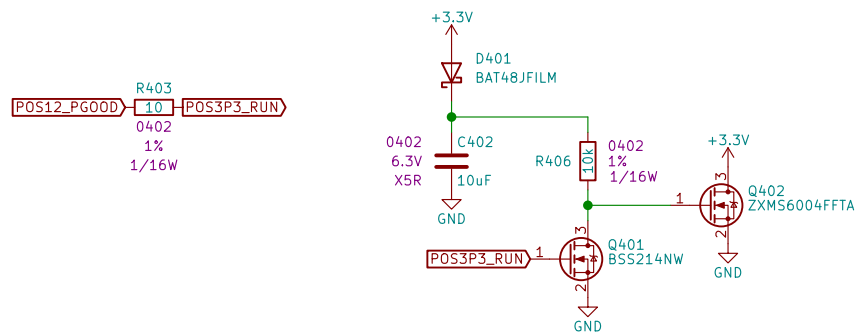 POS12_PGOOD
R403
10
0402
1%
1/16W
POS3P3_RUN
+3.3V
D401
BAT48JFILM
0402
6.3V
X5R
C402
10uF
GND
R406
10k
0402
1%
1/16W
POS3P3_RUN
1
3
2
Q401
BSS214NW
GND
+3.3V
1
3
2
Q402
ZXMS6004FFTA
GND